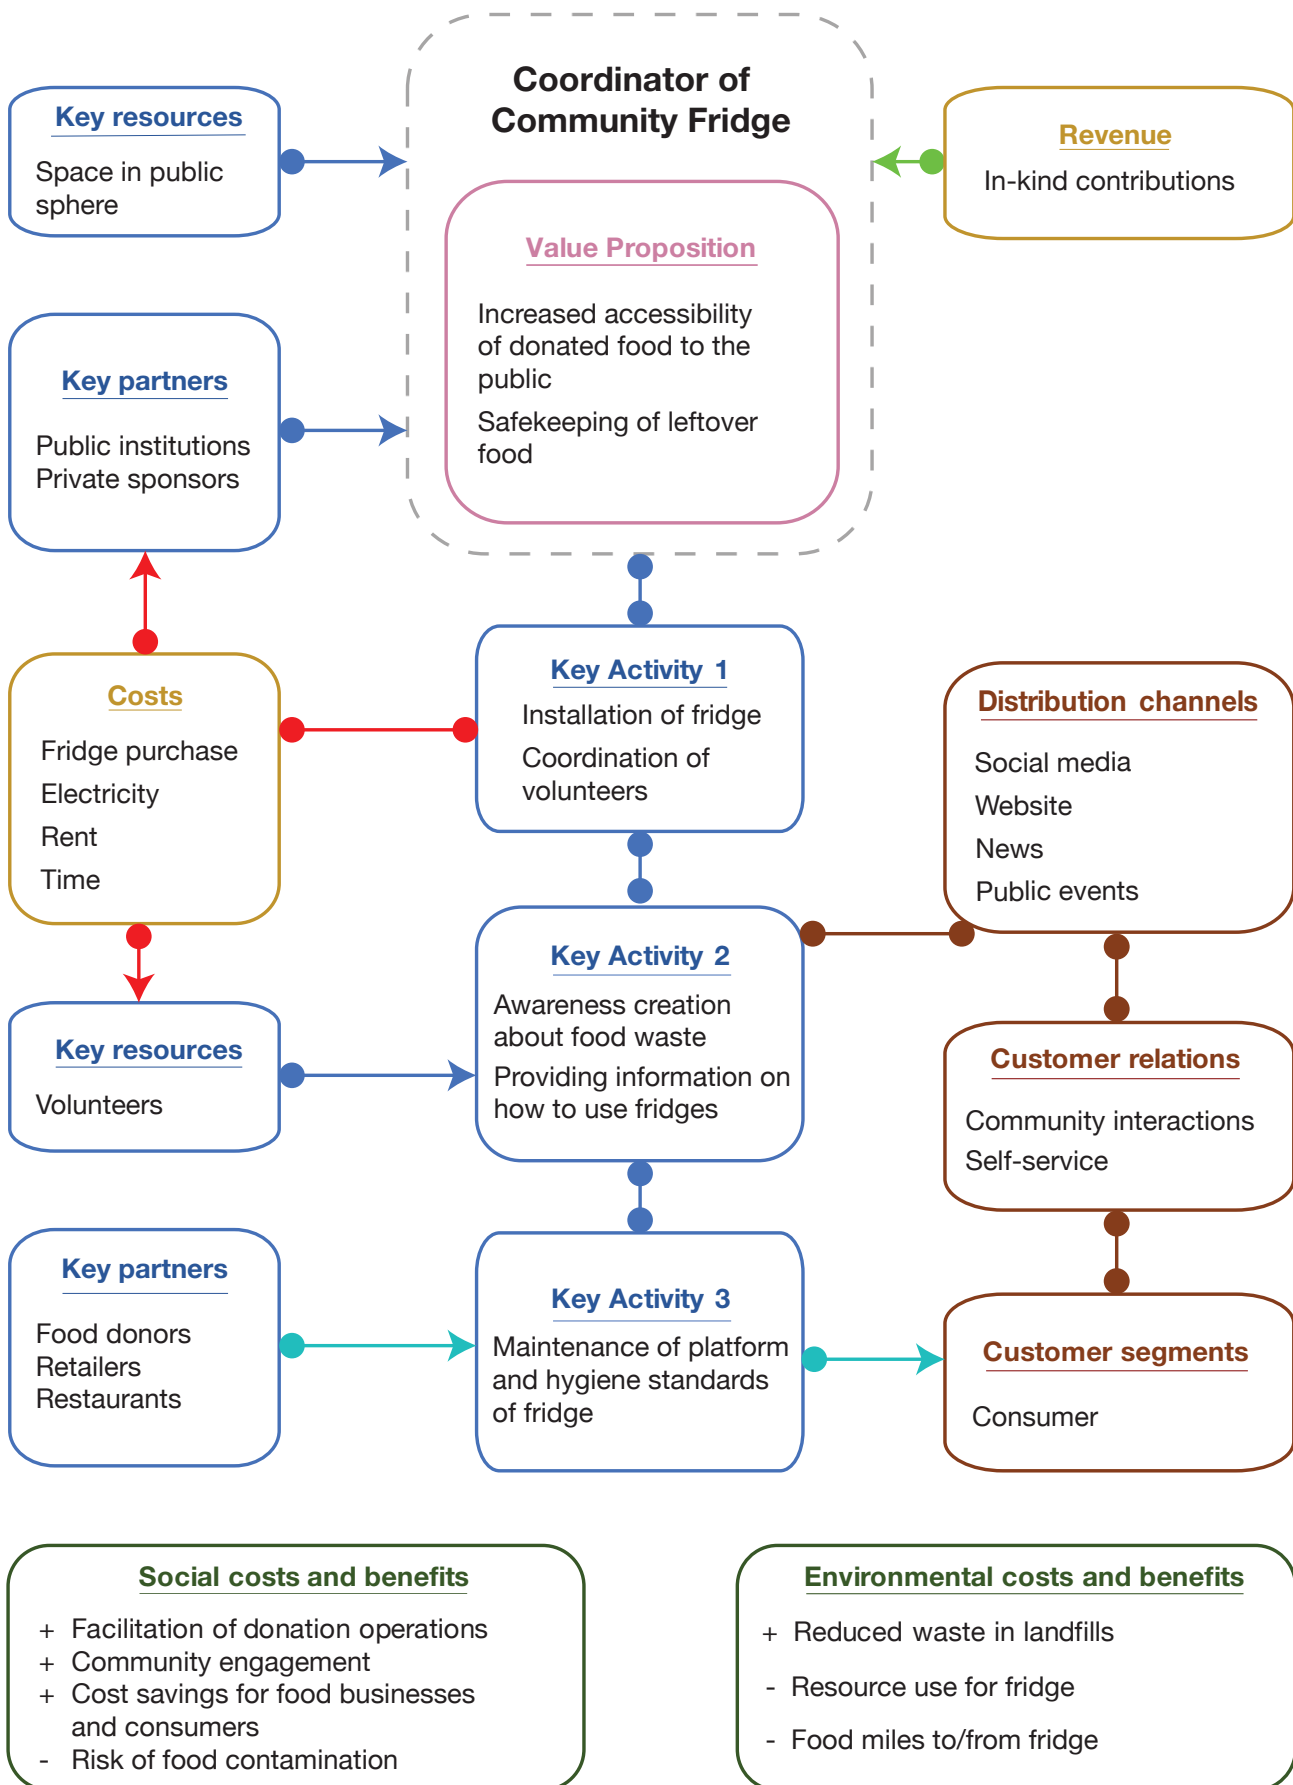 Coordinator of
Community Fridge
Key resources
Space in public
sphere
Revenue
In-kind contributions
Value Proposition
Increased accessibility
of donated food to the
public
Safekeeping of leftover
food
Key partners
Public institutions
Private sponsors
Costs
Fridge purchase
Electricity
Rent
Time
Key Activity 1
Installation of fridge
Coordination of
volunteers
Distribution channels
Social media
Website
News
Public events
Key Activity 2
Awareness creation
about food waste
Providing information on
how to use fridges
Key resources
Volunteers
Customer relations
Community interactions
Self-service
Key partners
Food donors
Retailers
Restaurants
Key Activity 3
Maintenance of platform
and hygiene standards
of fridge
Customer segments
Consumer
Social costs and benefits
+ Facilitation of donation operations
+ Community engagement
+ Cost savings for food businesses
and consumers
- Risk of food contamination
Environmental costs and benefits
+ Reduced waste in landfills
- Resource use for fridge
- Food miles to/from fridge